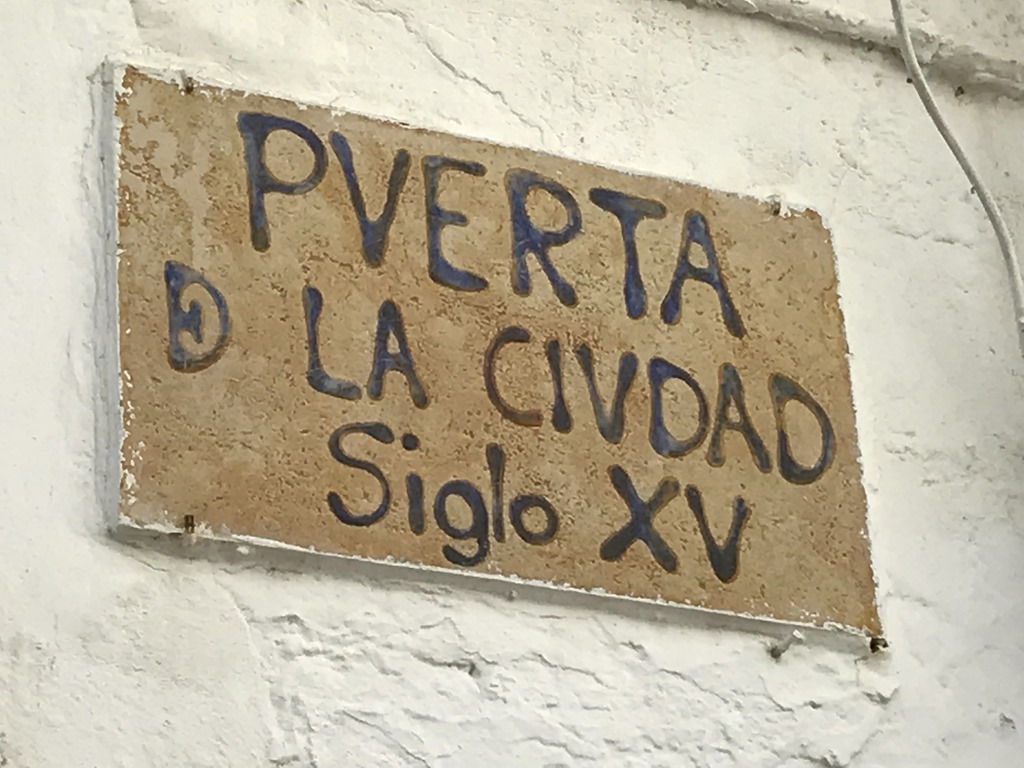 PVERTA
Đ LA CIVDAD
Siglo XV